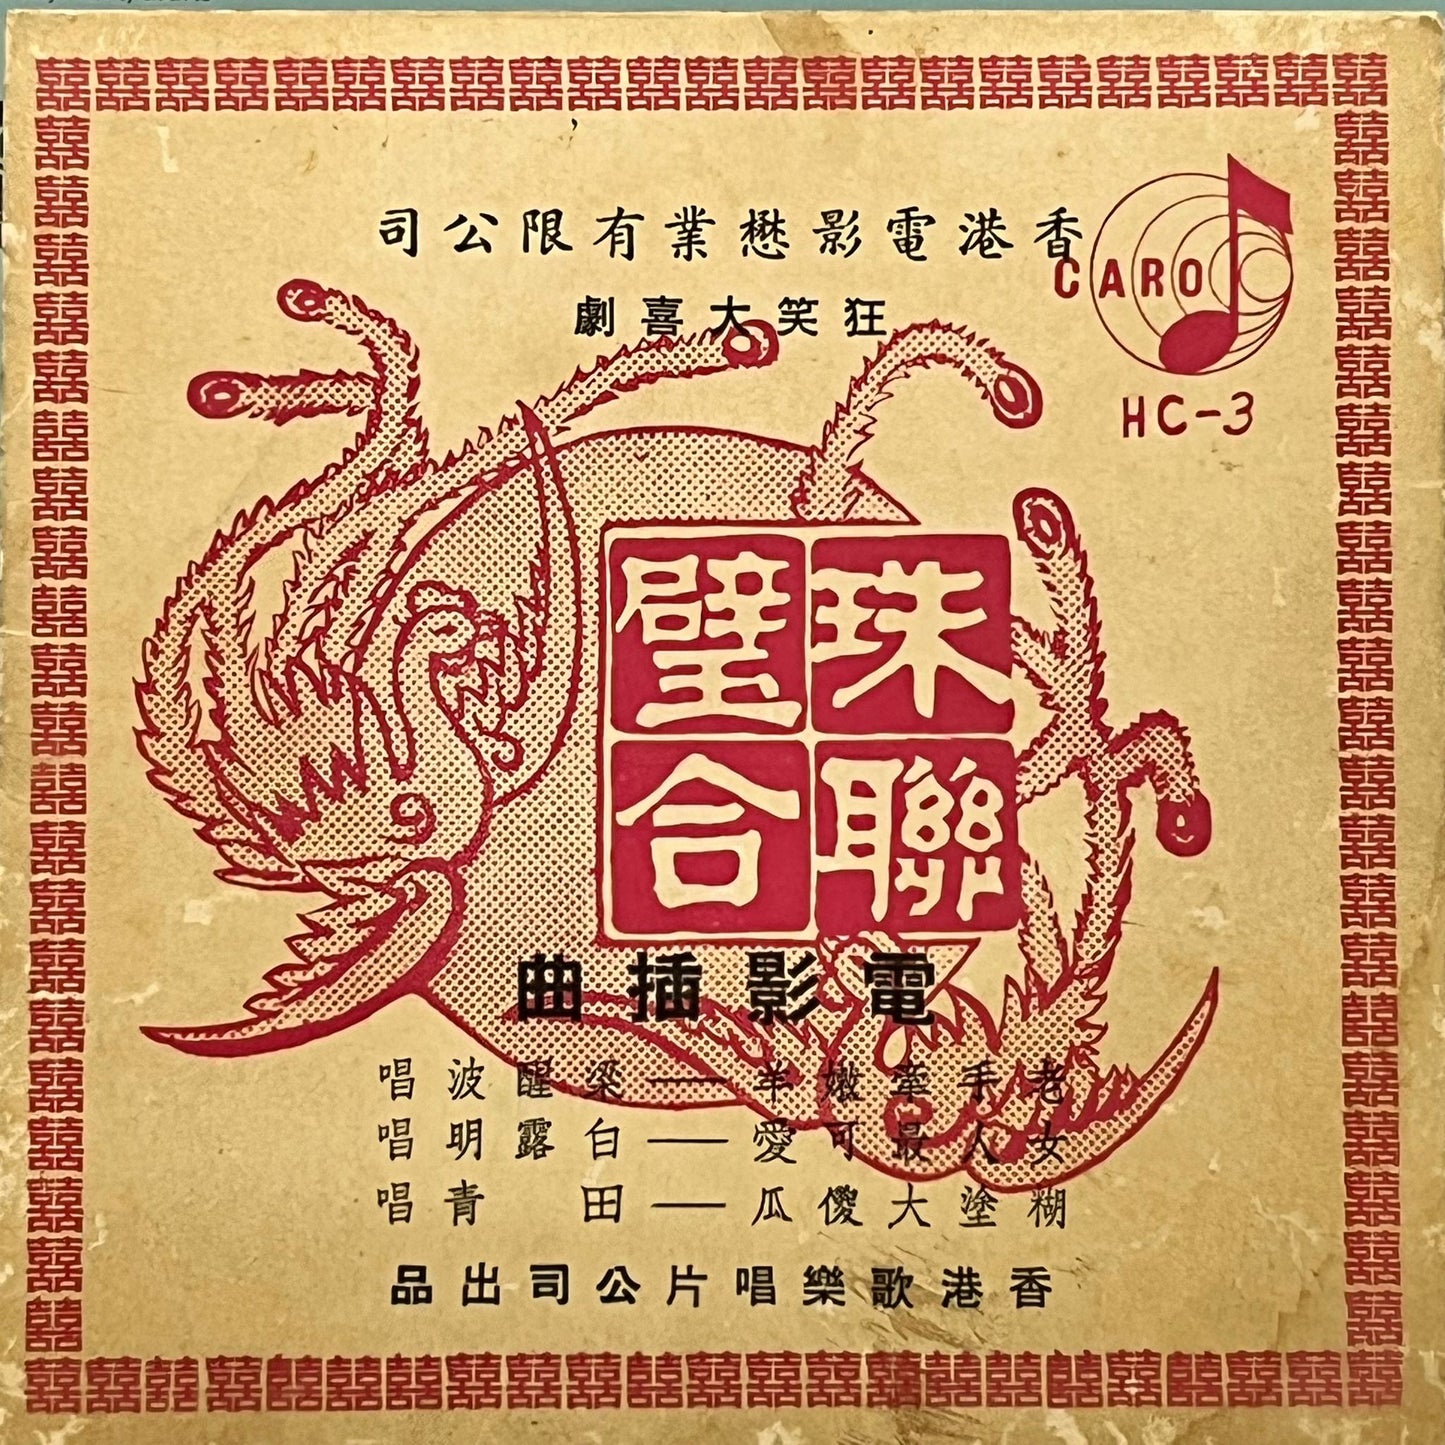 香港電影懋業有限公司
CAROL
HC-3
狂笑大喜劇
珠聯璧合
電影插曲
老手牽嫩羊——梁醒波唱
女人最可愛——白露明唱
糊塗大傻瓜——田青唱
香港歌樂唱片公司出品